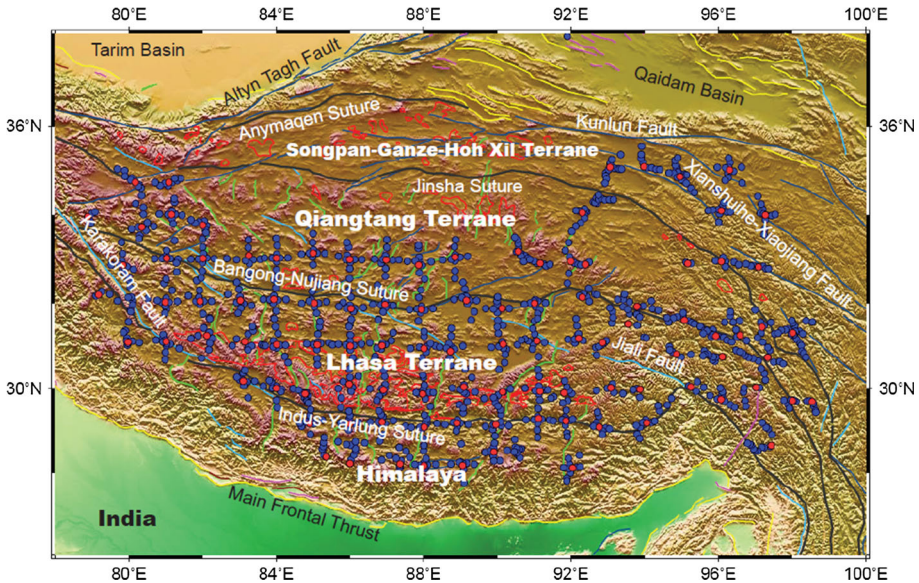 80°E 84°E 88°E 92°E 96°E 100°E
Tarim Basin
Altyn Tagh Fault
Qaidam Basin
36°N
36°N
Anymaqen Suture
Kunlun Fault
Songpan-Ganze-Hoh Xil Terrane
Xianshuihe-Xiaojiang Fault
Jinsha Suture
Qiangtang Terrane
Karakoram Fault
Bangong-Nujiang Suture
Jiali Fault
Lhasa Terrane
30°N
30°N
Indus-Yarlung Suture
Himalaya
Main Frontal Thrust
India
80°E 84°E 88°E 92°E 96°E 100°E